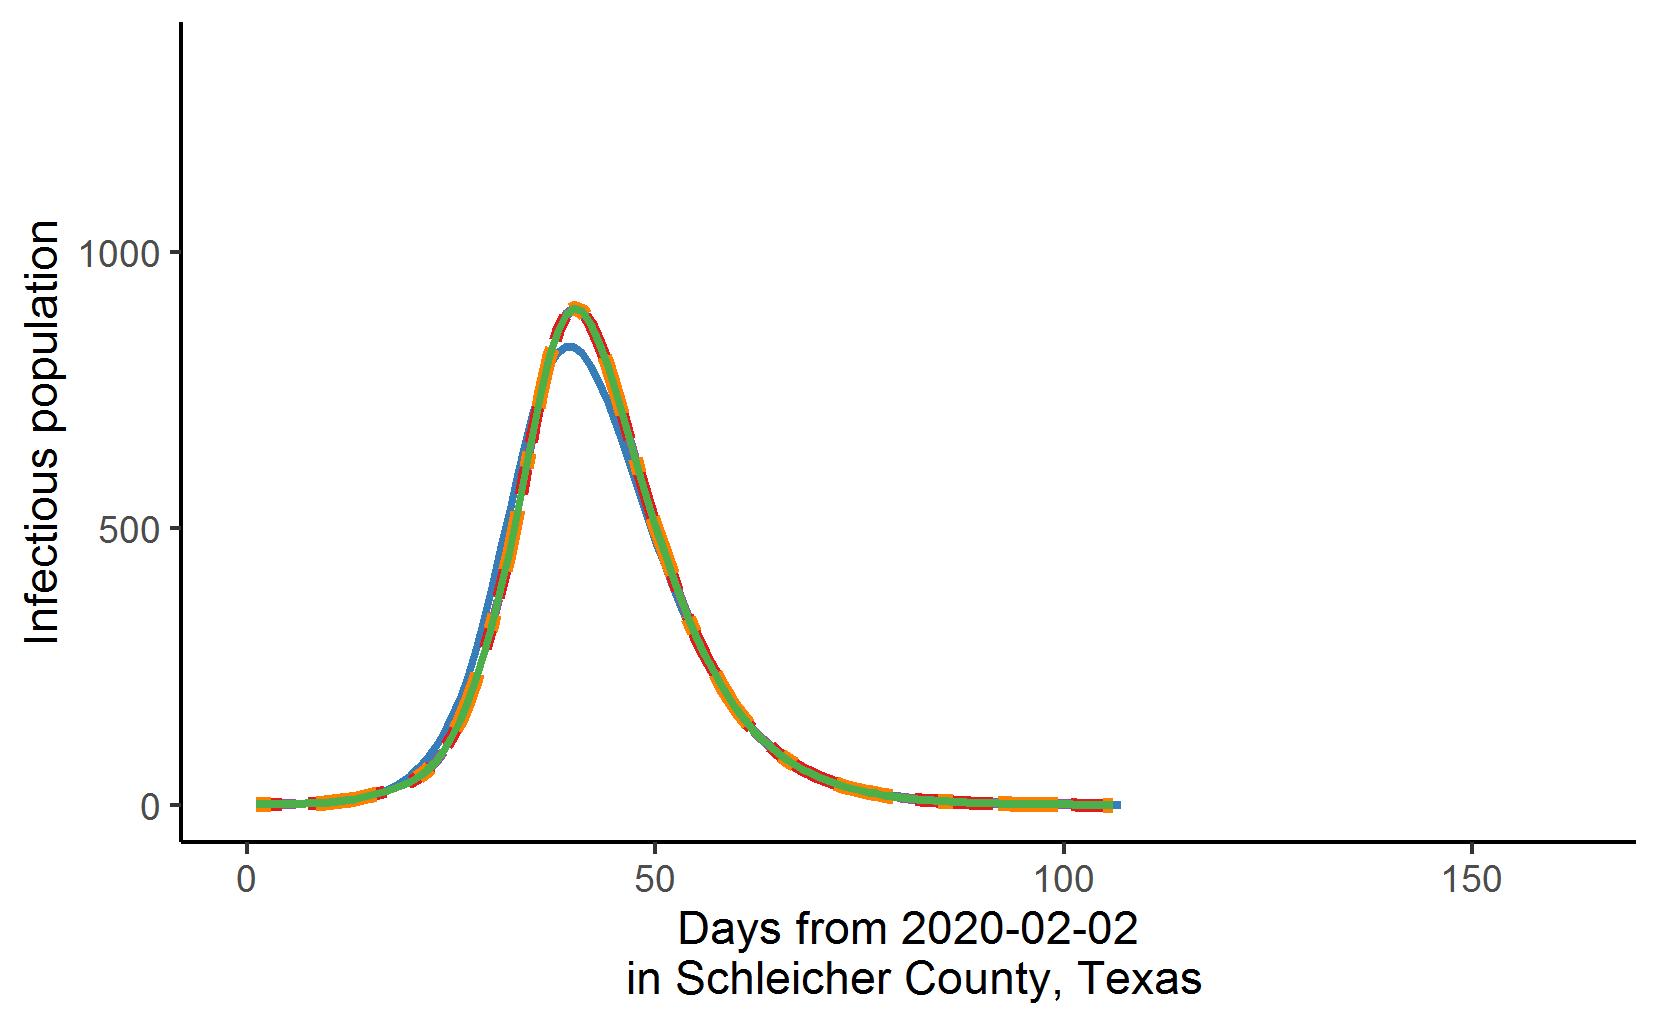 Infectious population
1000
500
0
0 50 100 150
Days from 2020-02-02
in Schleicher County, Texas